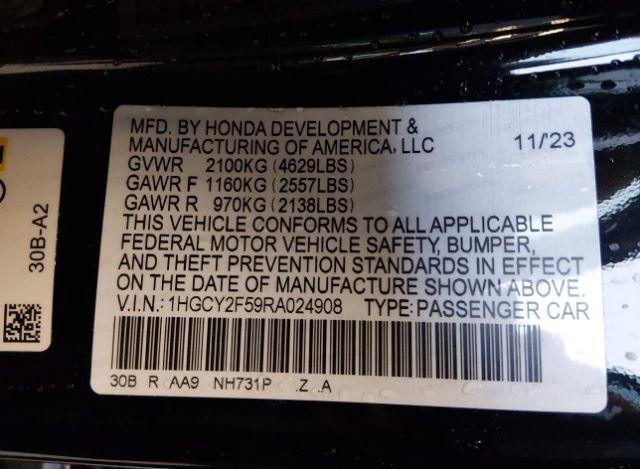 MFD. BY HONDA DEVELOPMENT &
MANUFACTURING OF AMERICA, LLC 11/'23
GVWR 2100KG (4629LBS)
GAWR F 1160KG (2557LBS)
GAWR R 970KG (2138LBS)
THIS VEHICLE CONFORMS TO ALL APPLICABLE
FEDERAL MOTOR VEHICLE SAFETY, BUMPER,
AND THEFT PREVENTION STANDARDS IN EFFECT
ON THE DATE OF MANUFACTURE SHOWN ABOVE.
V.I.N.: 1HGCY2F59RA024908 TYPE: PASSENGER CAR
30B R AA9 NH731P .Z .A
30B-A2